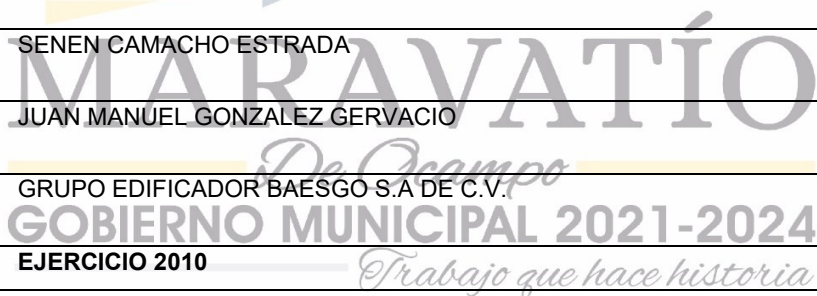 SENEN CAMACHO ESTRADA
MARAVATÍO
JUAN MANUEL GONZALEZ GERVACIO
De Ocampo
GRUPO EDIFICADOR BAESGO S.A DE C.V.
GOBIERNO MUNICIPAL 2021-2024
EJERCICIO 2010
Trabajo que hace historia